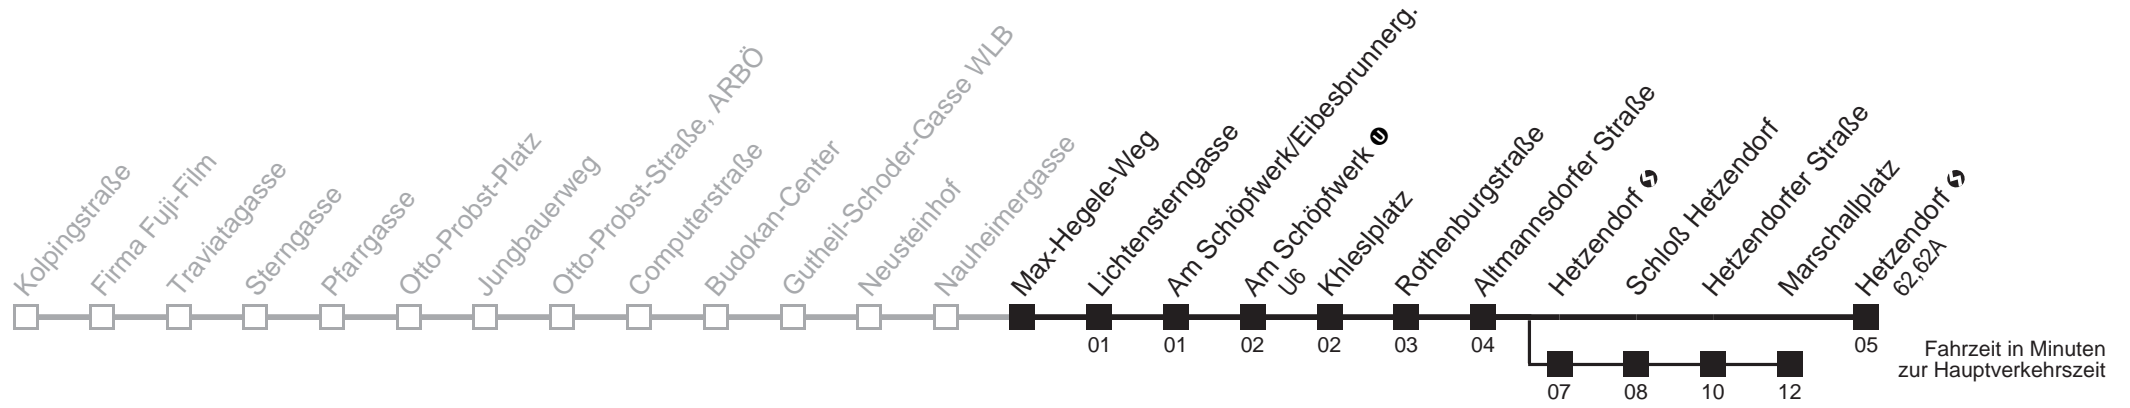 Kolpingstraße
Firma Fuji-Film
Traviatagasse
Sterngasse
Pfarrgasse
Otto-Probst-Platz
Jungbauerweg
Otto-Probst-Straße, ARBÖ
Computerstraße
Budokan-Center
Gutheil-Schoder-Gasse WLB
Neusteinhof
Nauheimergasse
Max-Hegele-Weg
Lichtensterngasse
Am Schöpfwerk/Eibesbrunnerg.
Am Schöpfwerk U
U6
Khleslplatz
Rothenburgstraße
Altmannsdorfer Straße
Hetzendorf S
Schloß Hetzendorf
Hetzendorfer Straße
Marschallplatz
Hetzendorf S
62,62A
01 01 02 02 03 04 05
07 08 10 12
Fahrzeit in Minuten
zur Hauptverkehrszeit